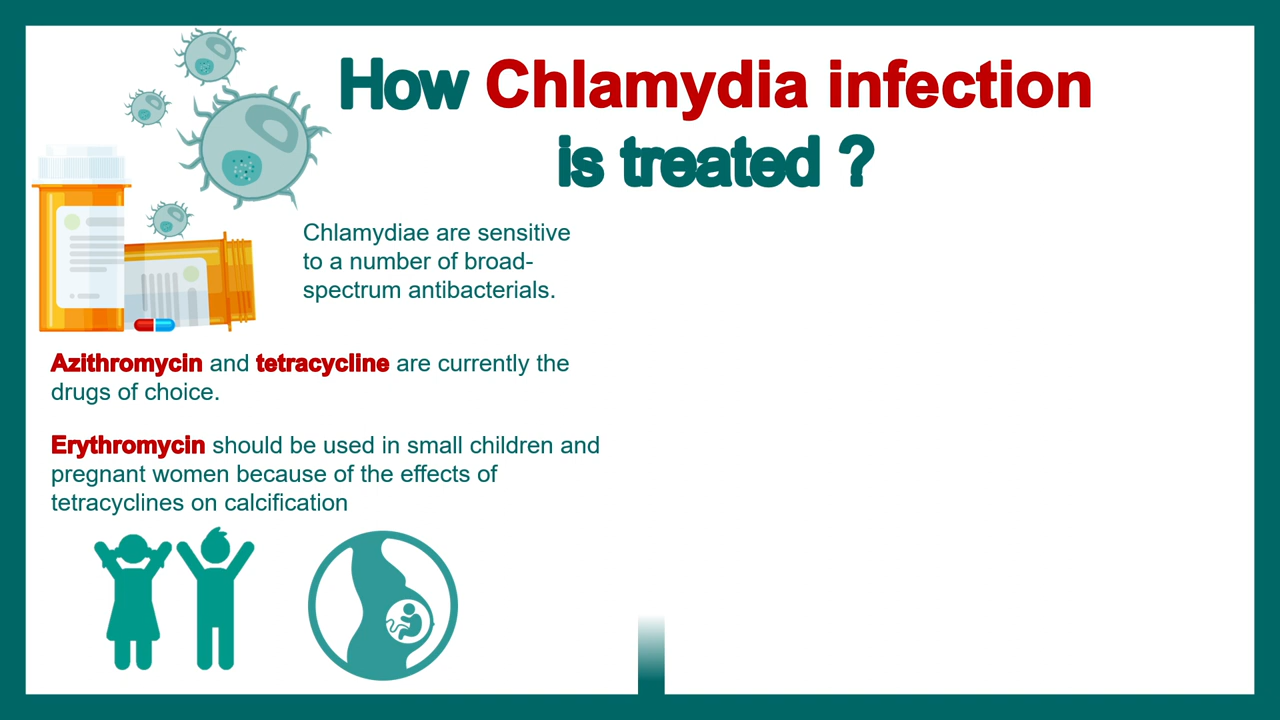 How Chlamydia infection
is treated ?
Chlamydiae are sensitive
to a number of broad-
spectrum antibacterials.
Azithromycin and tetracycline are currently the
drugs of choice.
Erythromycin should be used in small children and
pregnant women because of the effects of
tetracyclines on calcification